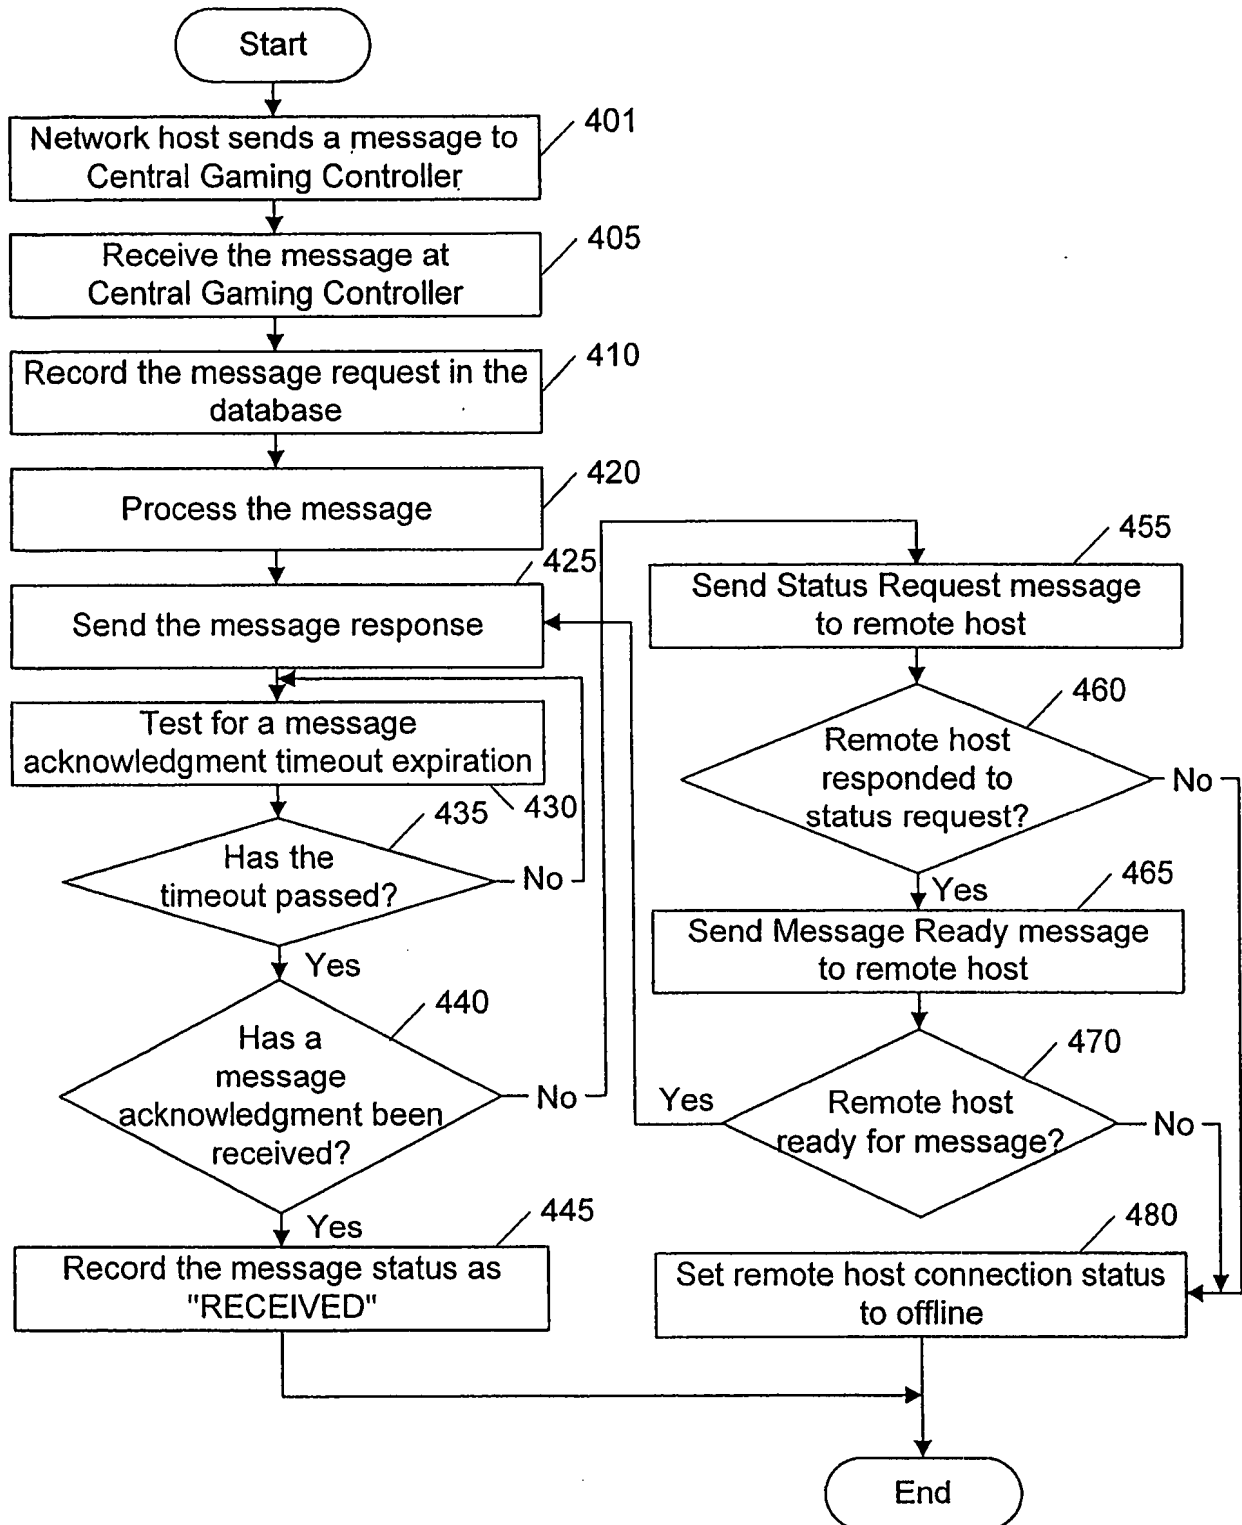 Start
Network host sends a message to
Central Gaming Controller
401
Receive the message at
Central Gaming Controller
405
Record the message request in the
database
410
Process the message
420
Send the message response
425
Test for a message
acknowledgment timeout expiration
430
Has the
timeout passed?
435
No
Yes
Has a
message
acknowledgment been
received?
440
No
Yes
Record the message status as
"RECEIVED"
445
Send Status Request message
to remote host
455
Remote host
responded to
status request?
460
No
Yes
Send Message Ready message
to remote host
465
Remote host
ready for message?
470
Yes
No
Set remote host connection status
to offline
480
End